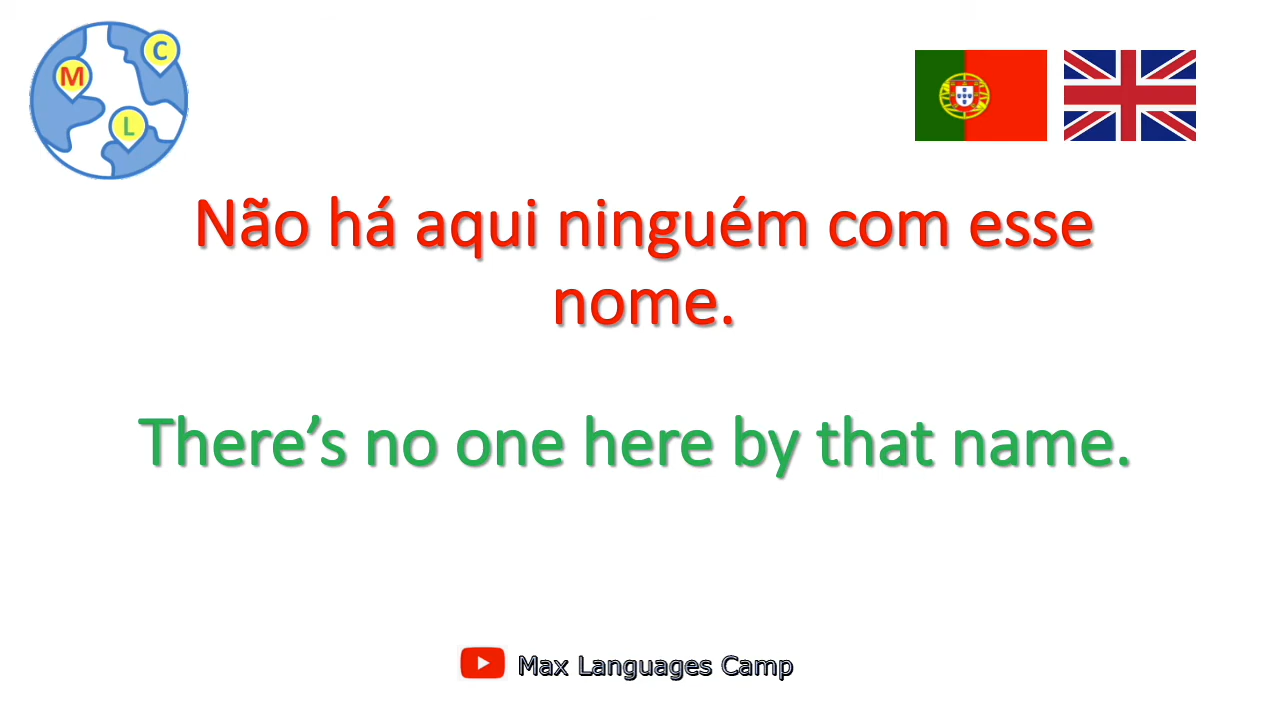 C
M
L
Não há aqui ninguém com esse
nome.
There's no one here by that name.
Max Languages Camp